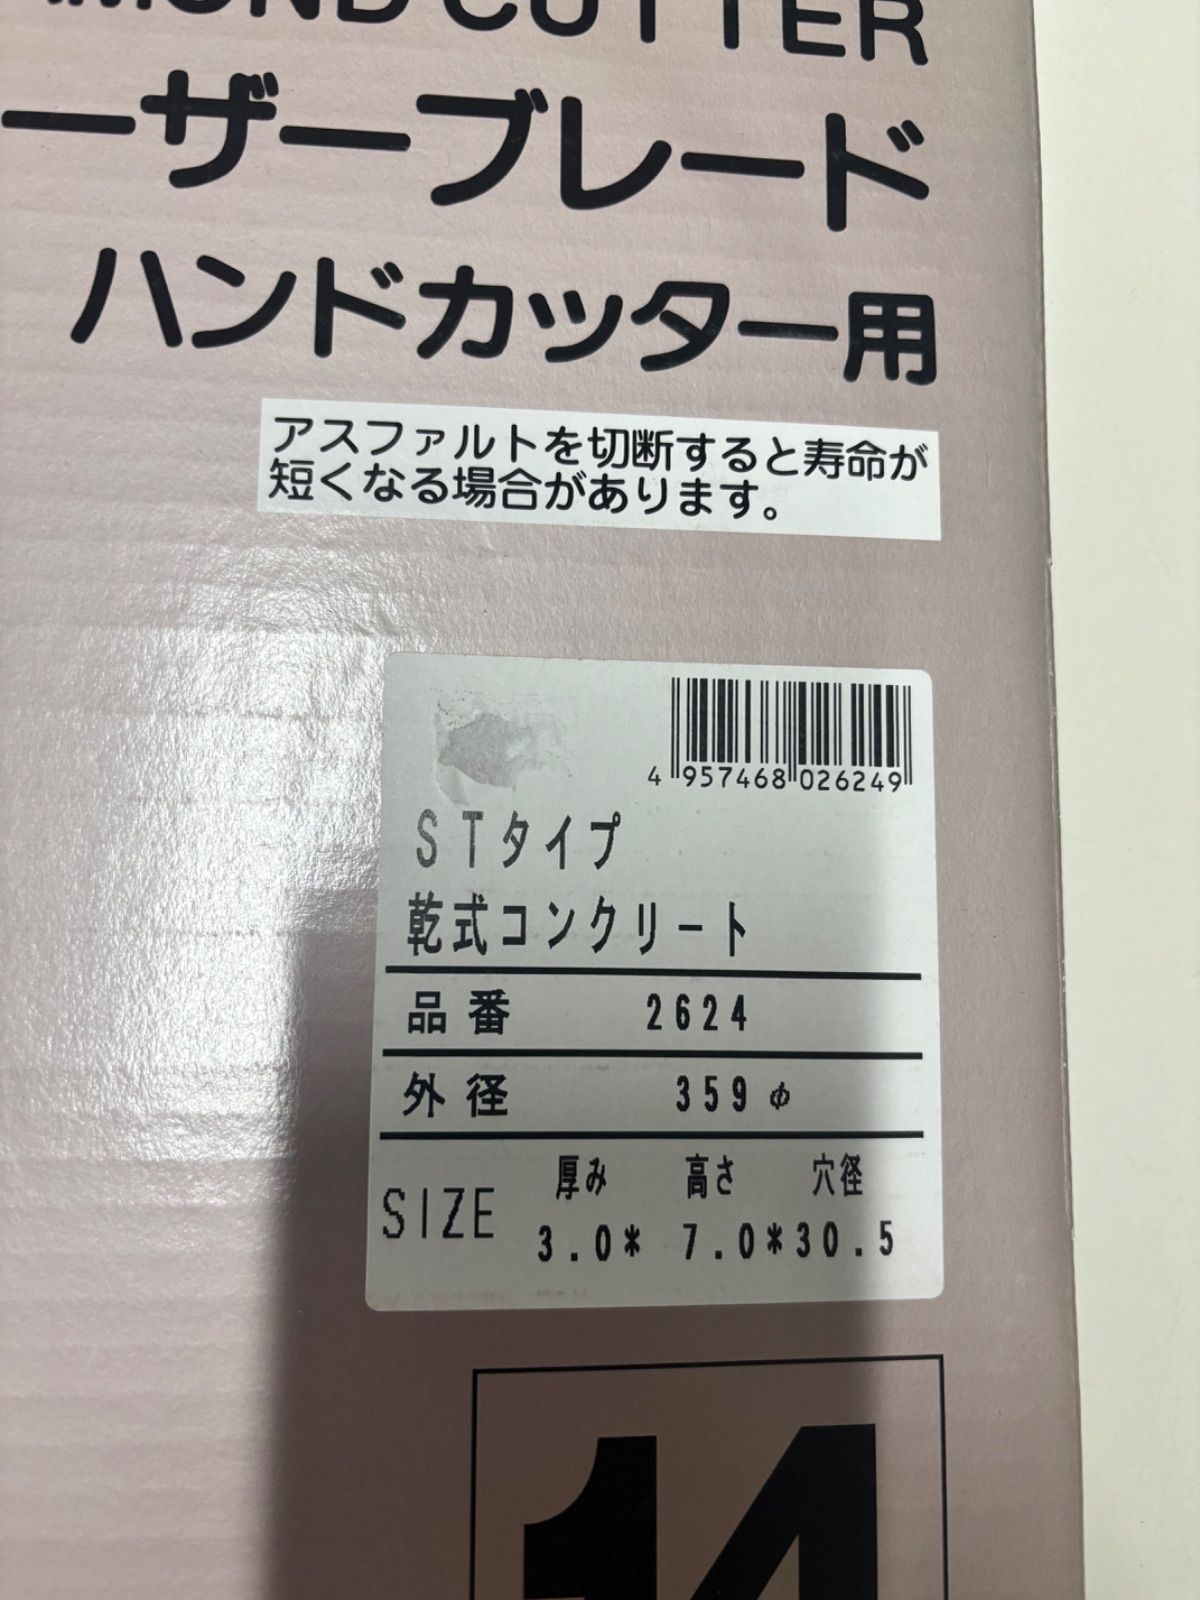 MOND CUTTER
ーザーブレード
ハンドカッター用
アスファルトを切断すると寿命が
短くなる場合があります。
4 957468 026249
STタイプ
乾式コンクリート
品番 2624
外径 359φ
厚み 高さ 穴径
SIZE 3.0* 7.0*30.5
14